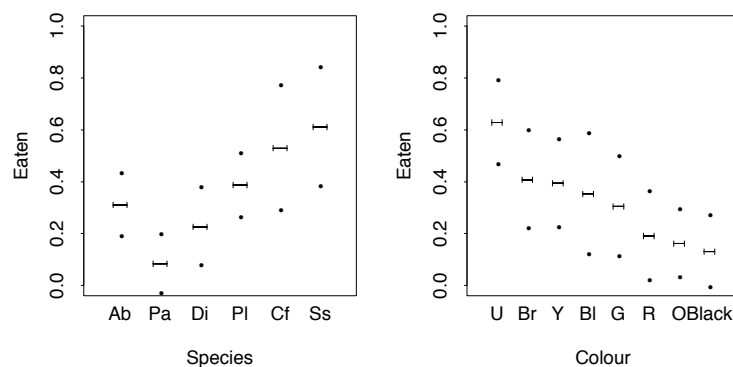 Eaten
0.0 0.2 0.4 0.6 0.8 1.0
Ab Pa Di Pl Cf Ss
Species
Eaten
0.0 0.2 0.4 0.6 0.8 1.0
U Br Y Bl G R OBlack
Colour